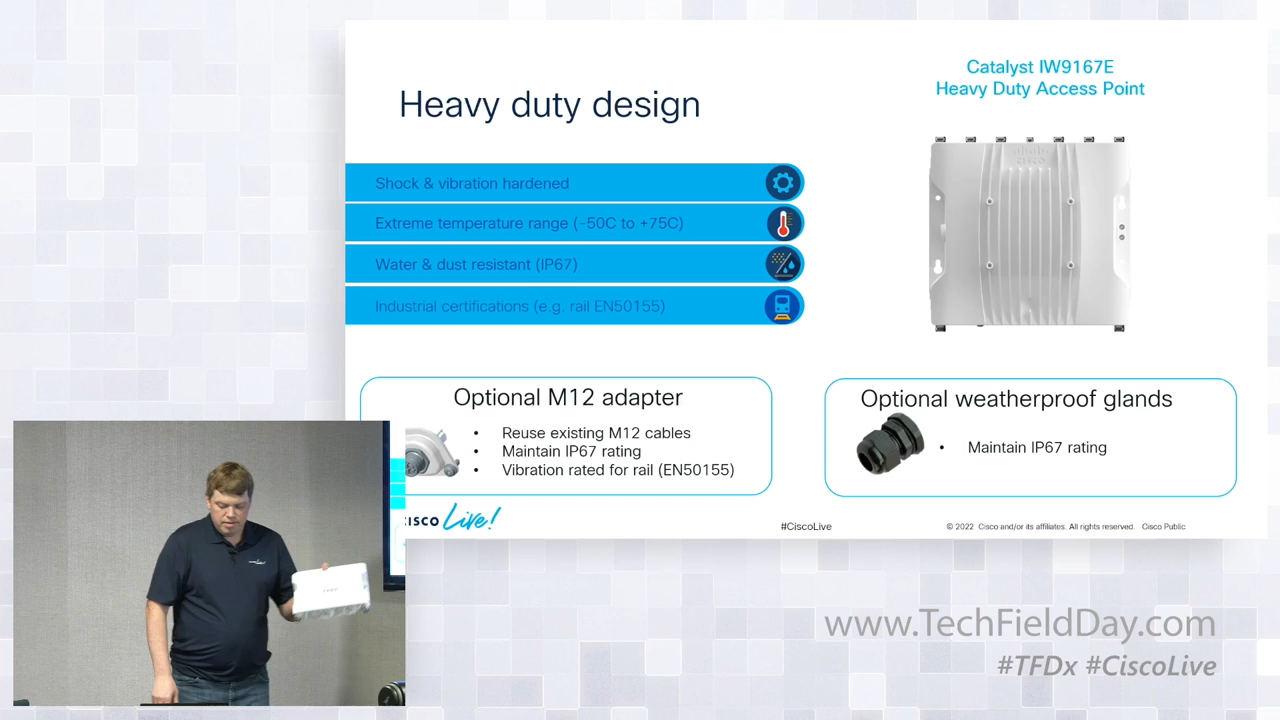 Heavy duty design
Catalyst IW9167E
Heavy Duty Access Point
Shock & vibration hardened
Extreme temperature range (-50C to +75C)
Water & dust resistant (IP67)
Industrial certifications (e.g. rail EN50155)
Optional M12 adapter
• Reuse existing M12 cables
• Maintain IP67 rating
• Vibration rated for rail (EN50155)
Optional weatherproof glands
• Maintain IP67 rating
CISCO Live!
#CiscoLive
© 2022 Cisco and/or its affiliates. All rights reserved. Cisco Public
www.TechFieldDay.com
#TFDx #CiscoLive